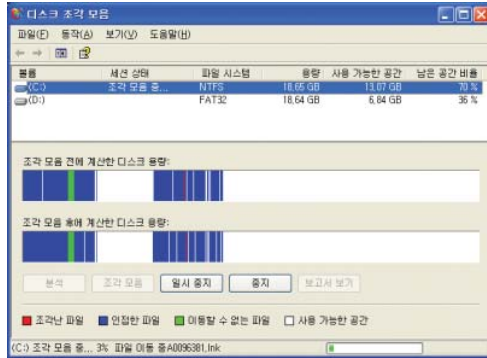 디스크 조각 모음
파일(F) 동작(A) 보기(V) 도움말(H)
볼륨 세션 상태 파일 시스템 용량 사용 가능한 공간 남은 공간 비율
(C:) 조각 모음 중... NTFS 18,65 GB 13,07 GB 70 %
(D:) FAT32 18,64 GB 6,84 GB 36 %
조각 모음 전에 계산한 디스크 용량:
조각 모음 후에 계산한 디스크 용량:
분석 조각 모음 일시 중지 중지 보고서 보기
조각난 파일 인접한 파일 이동할 수 없는 파일 사용 가능한 공간
(C:) 조각 모음 중... 3% 파일 이동 중A0096381.lnk